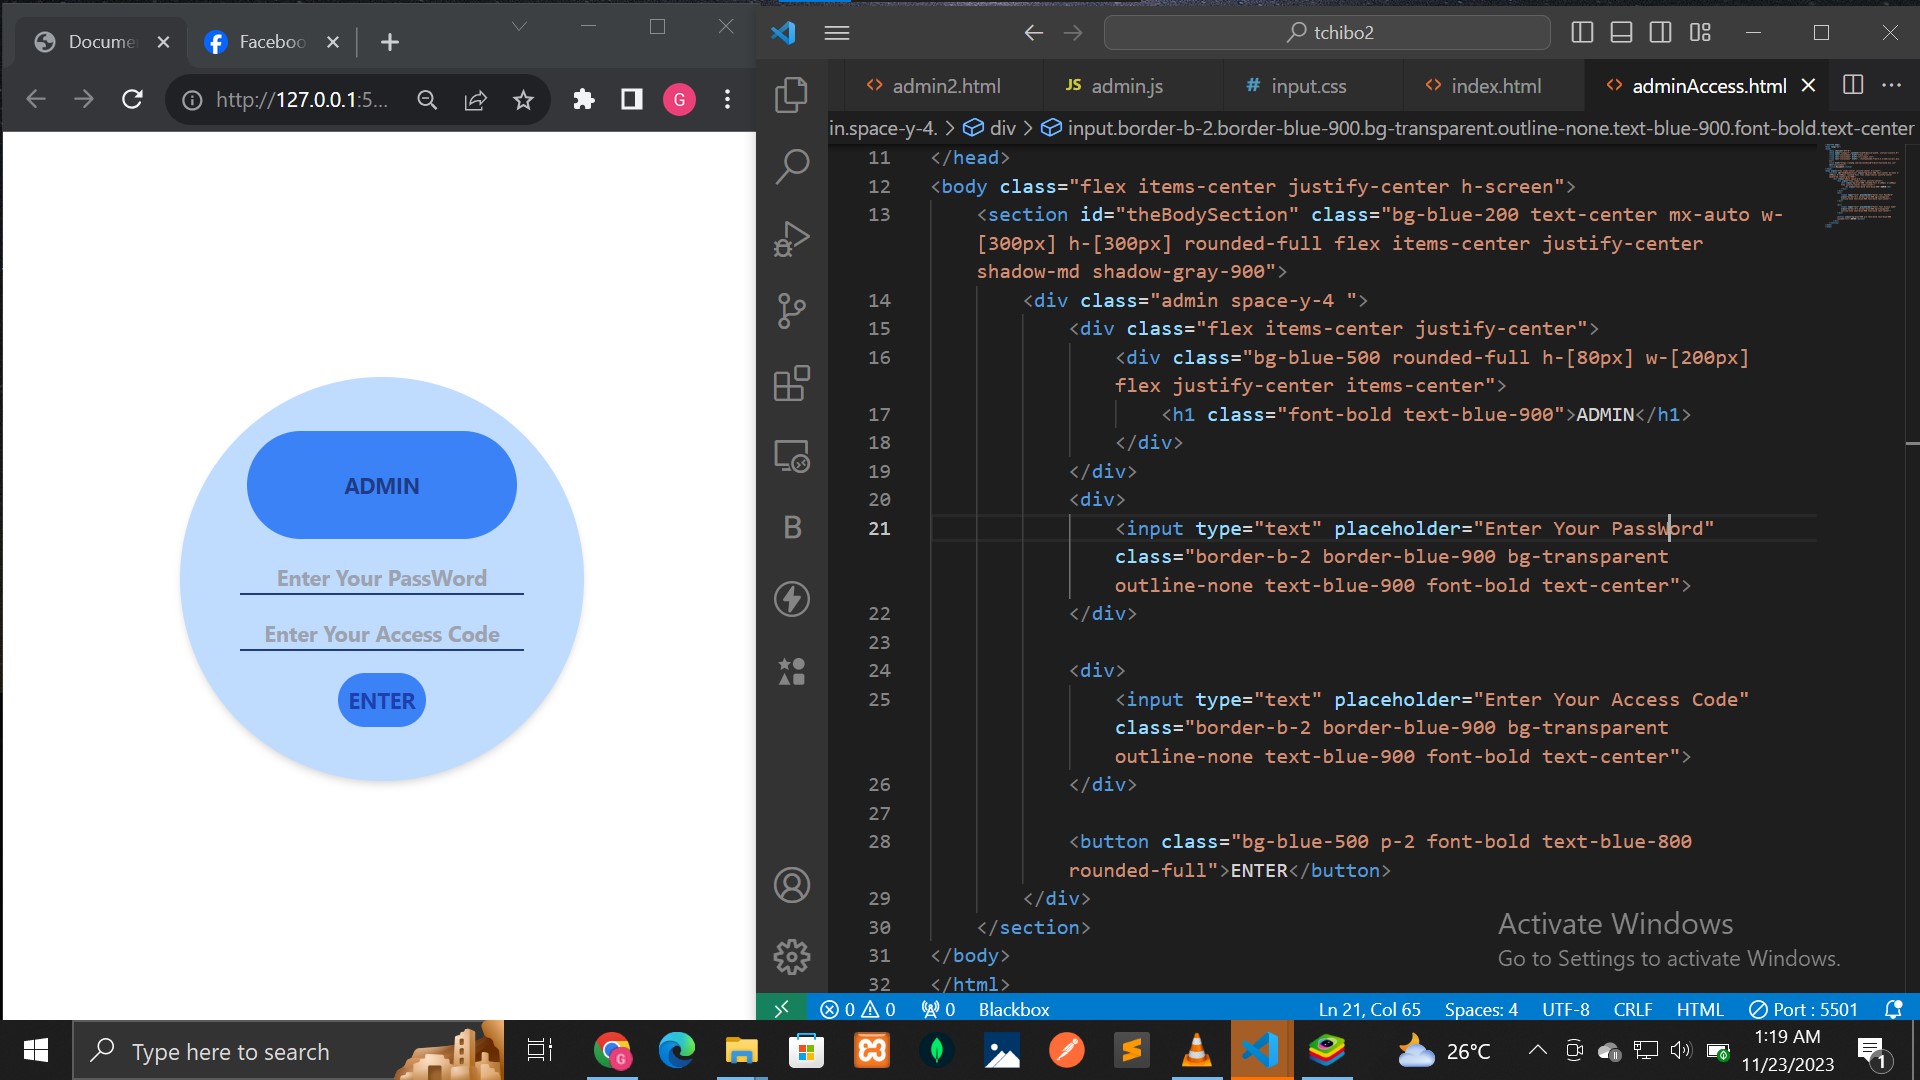 Docume
Faceboo
http://127.0.0.1:5...
G
ADMIN
Enter Your PassWord
Enter Your Access Code
ENTER
tchibo2
<> admin2.html
JS admin.js
# input.css
<> index.html
<> adminAccess.html
in.space-y-4. > div > input.border-b-2.border-blue-900.bg-transparent.outline-none.text-blue-900.font-bold.text-center
11 </head>
12 <body class="flex items-center justify-center h-screen">
13 <section id="theBodySection" class="bg-blue-200 text-center mx-auto w-
[300px] h-[300px] rounded-full flex items-center justify-center
shadow-md shadow-gray-900">
14 <div class="admin space-y-4 ">
15 <div class="flex items-center justify-center">
16 <div class="bg-blue-500 rounded-full h-[80px] w-[200px]
flex justify-center items-center">
17 <h1 class="font-bold text-blue-900">ADMIN</h1>
18 </div>
19 </div>
20 <div>
21 <input type="text" placeholder="Enter Your PassWord"
class="border-b-2 border-blue-900 bg-transparent
outline-none text-blue-900 font-bold text-center">
22 </div>
23
24 <div>
25 <input type="text" placeholder="Enter Your Access Code"
class="border-b-2 border-blue-900 bg-transparent
outline-none text-blue-900 font-bold text-center">
26 </div>
27
28 <button class="bg-blue-500 p-2 font-bold text-blue-800
rounded-full">ENTER</button>
29 </div>
30 </section>
31 </body>
32 </html>
B
Activate Windows
Go to Settings to activate Windows.
0 0 0 Blackbox
Ln 21, Col 65 Spaces: 4 UTF-8 CRLF HTML Port : 5501
Type here to search
G
26°C
1:19 AM
11/23/2023
1